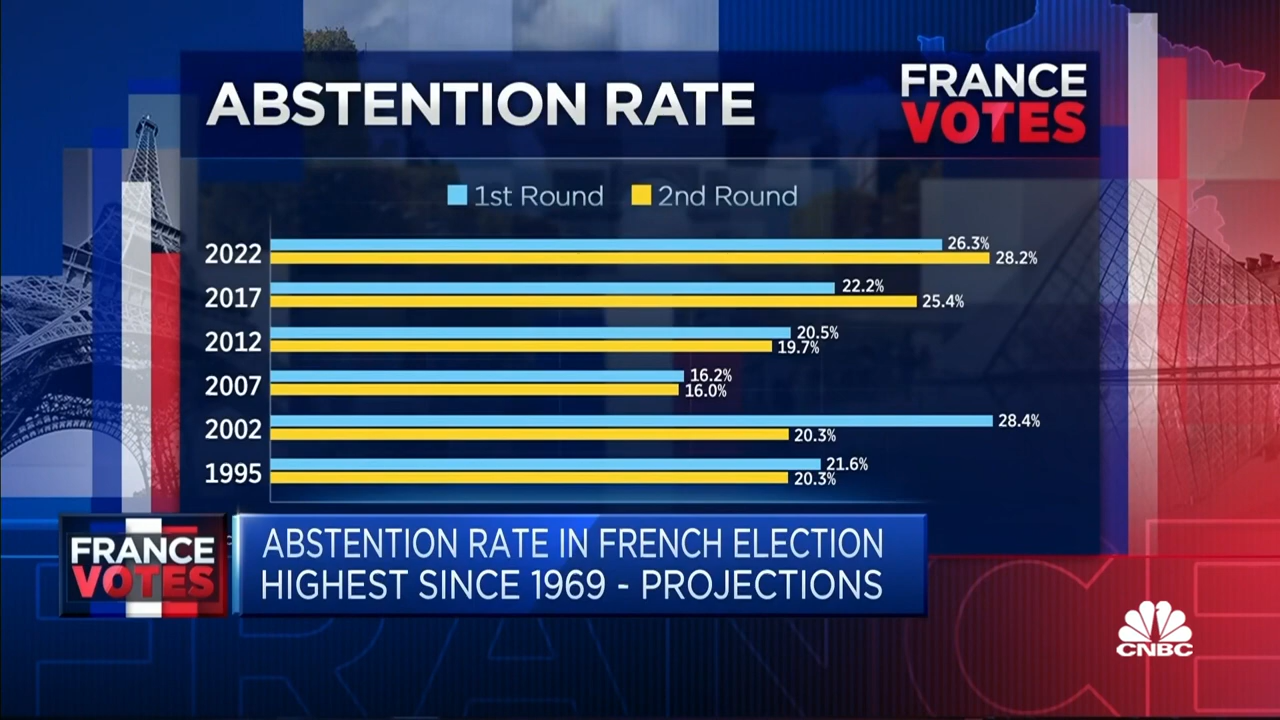 ABSTENTION RATE
FRANCE
VOTES
1st Round 2nd Round
2022 26.3%
28.2%
2017 22.2%
25.4%
2012 20.5%
19.7%
2007 16.2%
16.0%
2002 28.4%
20.3%
1995 21.6%
20.3%
FRANCE
VOTES
ABSTENTION RATE IN FRENCH ELECTION
HIGHEST SINCE 1969 - PROJECTIONS
CNBC
FRANCE